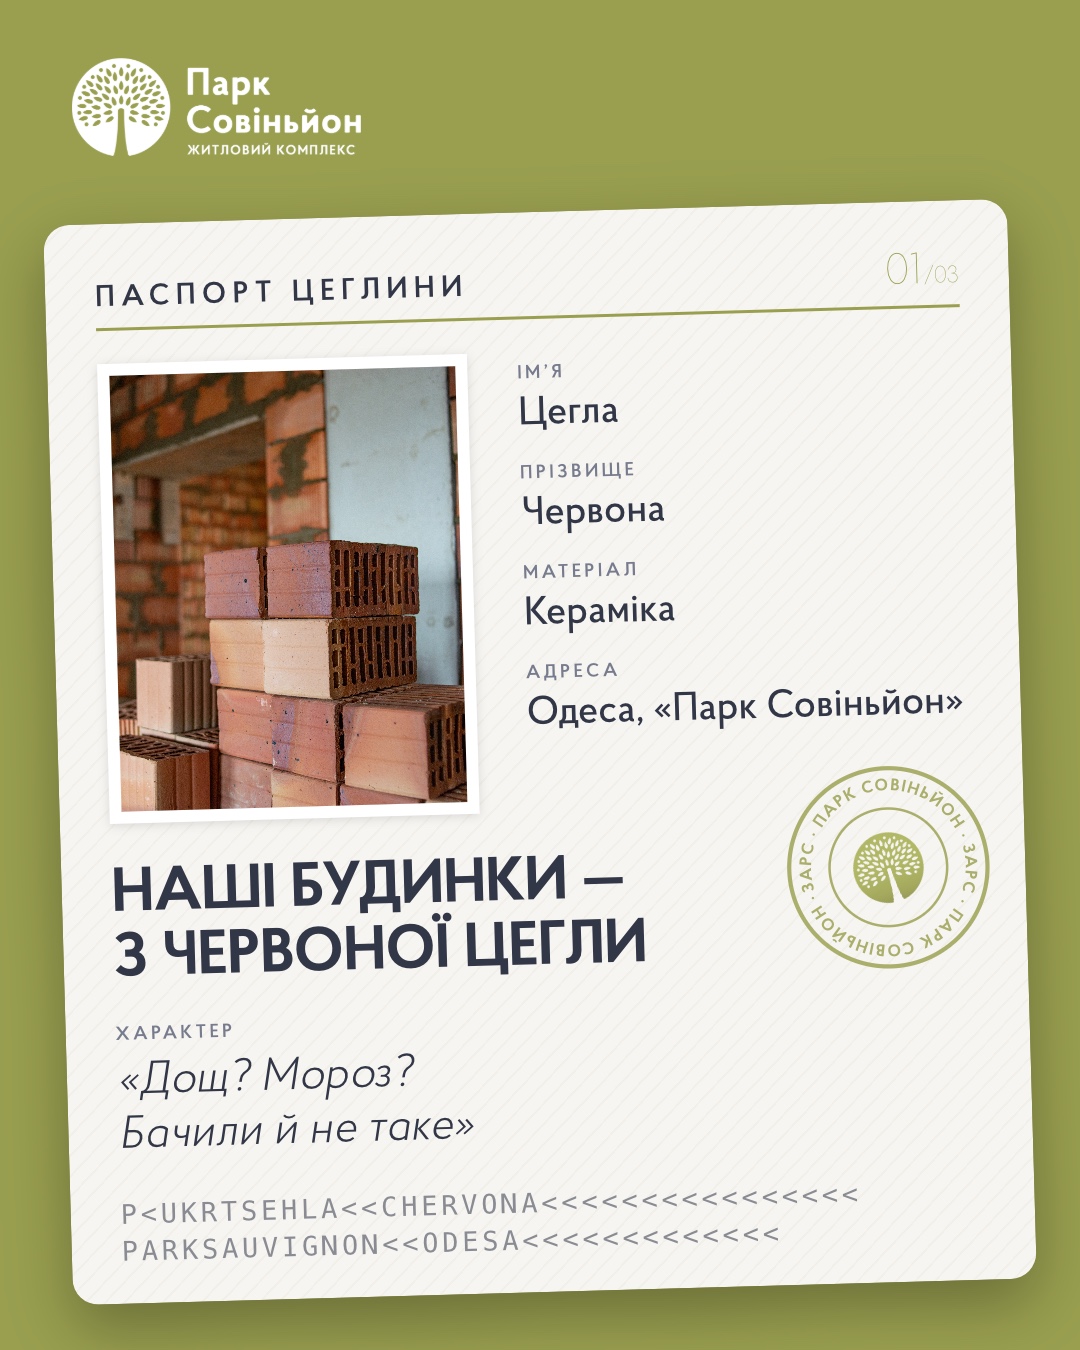 Парк
Совіньйон
ЖИТЛОВИЙ КОМПЛЕКС
ПАСПОРТ ЦЕГЛИНИ
01/03
ІМ’Я
Цегла
ПРІЗВИЩЕ
Червона
МАТЕРІАЛ
Кераміка
АДРЕСА
Одеса, «Парк Совіньйон»
ПАРК СОВІНЬЙОН · ЗАРС · ПАРК СОВІНЬЙОН · ЗАРС ·
НАШІ БУДИНКИ –
З ЧЕРВОНОЇ ЦЕГЛИ
ХАРАКТЕР
«Дощ? Мороз?
Бачили й не таке»
P<UKRTSEHLA<<CHERVONA<<<<<<<<<<<<<<<<
PARKSAUVIGNON<<ODESA<<<<<<<<<<<<<